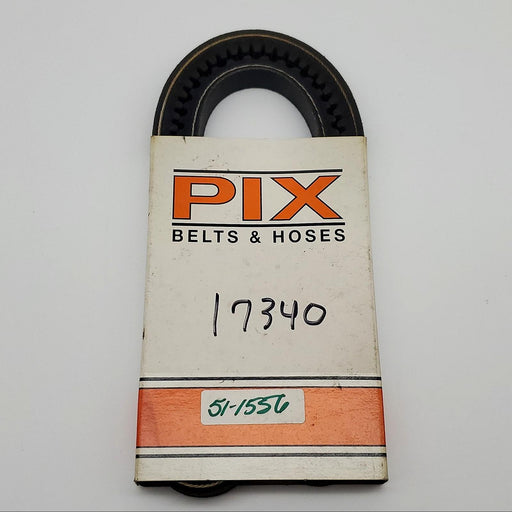 PIX
BELTS & HOSES
17340
51-1556